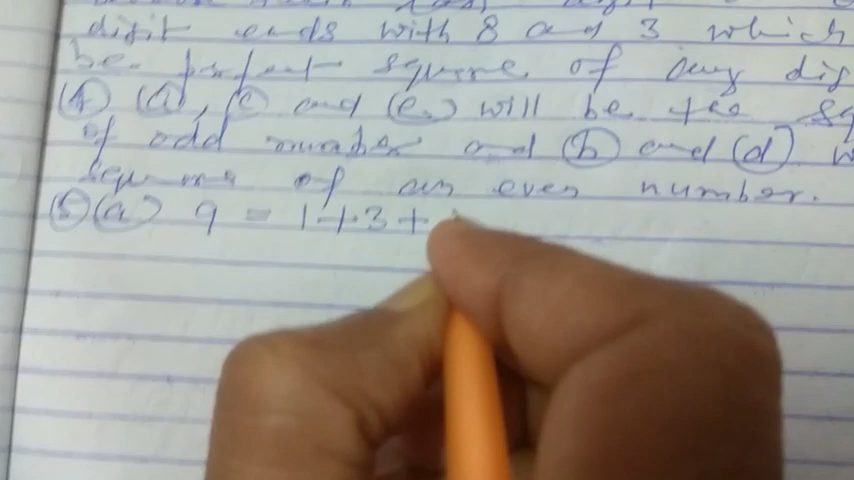 digit ends with 8 and 3 which
be perfect square of any
(4) (a), (c) and (e) will be the
of odd number and (b) and (d)
square of an even number.
(5) (a) 9 = 1+3+